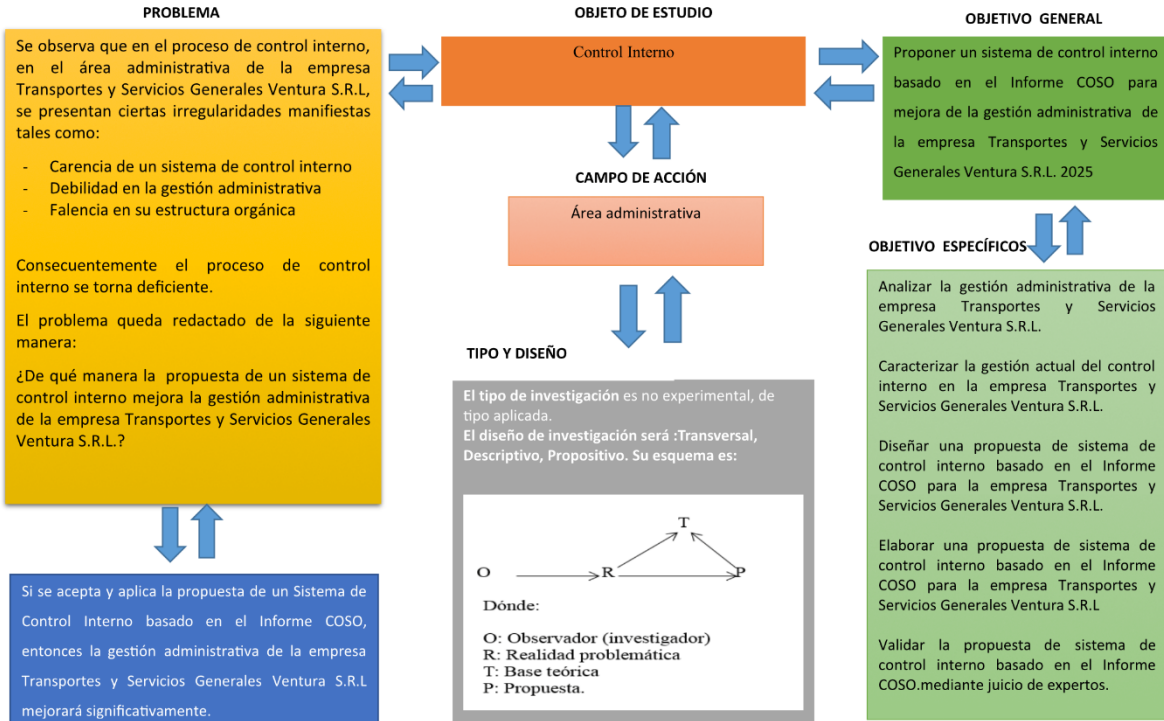 PROBLEMA
Se observa que en el proceso de control interno,
en el área administrativa de la empresa
Transportes y Servicios Generales Ventura S.R.L,
se presentan ciertas irregularidades manifiestas
tales como:
- Carencia de un sistema de control interno
- Debilidad en la gestión administrativa
- Falencia en su estructura orgánica
Consecuentemente el proceso de control
interno se torna deficiente.
El problema queda redactado de la siguiente
manera:
¿De qué manera la propuesta de un sistema de
control interno mejora la gestión administrativa
de la empresa Transportes y Servicios Generales
Ventura S.R.L.?
Si se acepta y aplica la propuesta de un Sistema de
Control Interno basado en el Informe COSO,
entonces la gestión administrativa de la empresa
Transportes y Servicios Generales Ventura S.R.L
mejorará significativamente.
OBJETO DE ESTUDIO
Control Interno
CAMPO DE ACCIÓN
Área administrativa
TIPO Y DISEÑO
El tipo de investigación es no experimental, de
tipo aplicada.
El diseño de investigación será :Transversal,
Descriptivo, Propositivo. Su esquema es:
T
O R P
Dónde:
O: Observador (investigador)
R: Realidad problemática
T: Base teórica
P: Propuesta.
OBJETIVO GENERAL
Proponer un sistema de control interno
basado en el Informe COSO para
mejora de la gestión administrativa de
la empresa Transportes y Servicios
Generales Ventura S.R.L. 2025
OBJETIVO ESPECÍFICOS
Analizar la gestión administrativa de la
empresa Transportes y Servicios
Generales Ventura S.R.L.
Caracterizar la gestión actual del control
interno en la empresa Transportes y
Servicios Generales Ventura S.R.L.
Diseñar una propuesta de sistema de
control interno basado en el Informe
COSO para la empresa Transportes y
Servicios Generales Ventura S.R.L.
Elaborar una propuesta de sistema de
control interno basado en el Informe
COSO para la empresa Transportes y
Servicios Generales Ventura S.R.L
Validar la propuesta de sistema de
control interno basado en el Informe
COSO.mediante juicio de expertos.